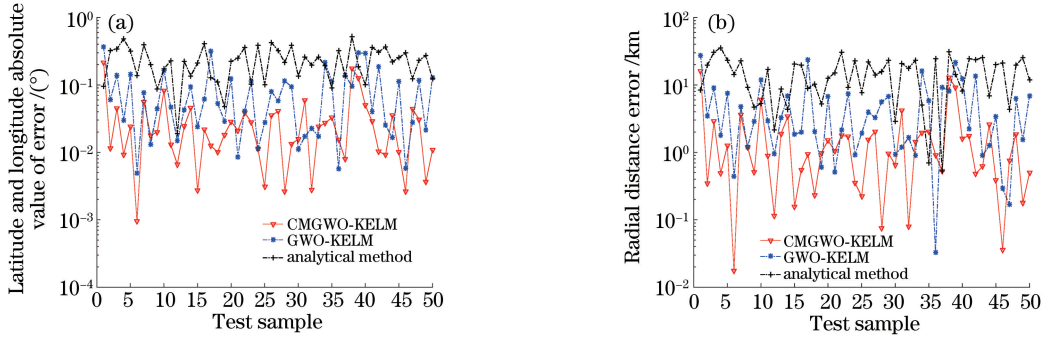 (a)
Latitude and longitude absolute
value of error /(°)
10^0
10^-1
10^-2
10^-3
10^-4
CMGWO-KELM
GWO-KELM
analytical method
0 5 10 15 20 25 30 35 40 45 50
Test sample
(b)
Radial distance error /km
10^2
10^1
10^0
10^-1
10^-2
CMGWO-KELM
GWO-KELM
analytical method
0 5 10 15 20 25 30 35 40 45 50
Test sample